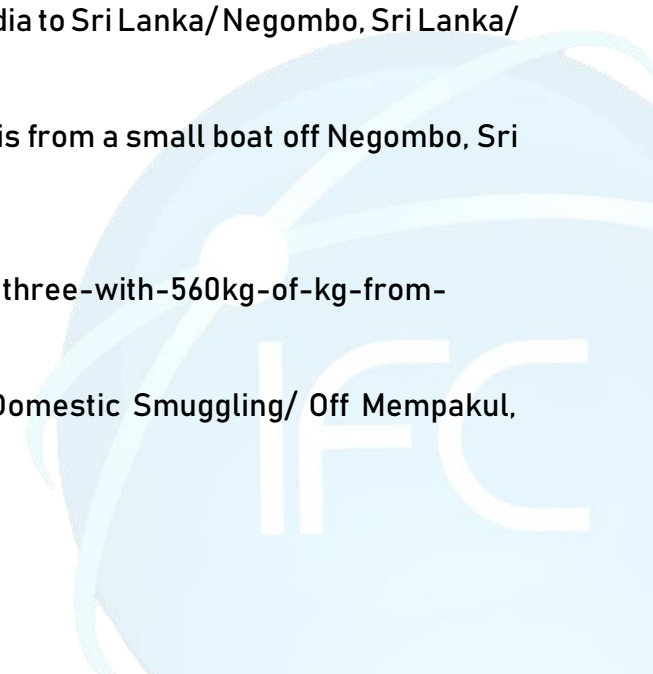 dia to Sri Lanka/ Negombo, Sri Lanka/
is from a small boat off Negombo, Sri
three-with-560kg-of-kg-from-
Domestic Smuggling/ Off Mempakul,
IFC